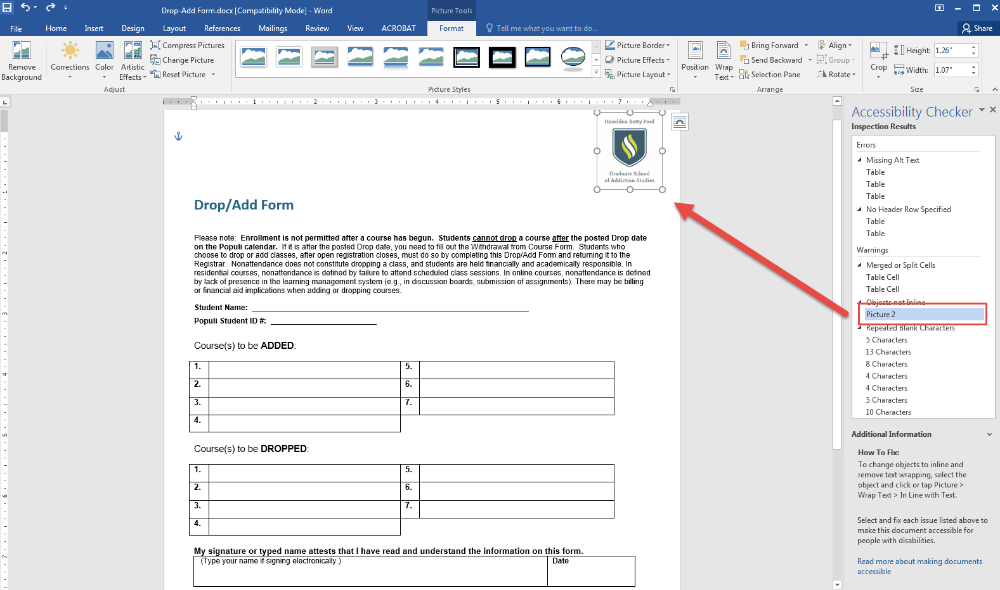 Drop-Add Form.docx [Compatibility Mode] - Word
Picture Tools
File Home Insert Design Layout References Mailings Review View ACROBAT Format Tell me what you want to do... Share
Remove Background
Corrections
Color
Artistic Effects
Compress Pictures
Change Picture
Reset Picture
Adjust
Picture Styles
Picture Border
Picture Effects
Picture Layout
Position
Wrap Text
Bring Forward
Send Backward
Selection Pane
Align
Group
Rotate
Arrange
Crop
Height: 1.26"
Width: 1.07"
Size
L
1 2 3 4 5 6 7
1
2
3
4
5
6
7
Hazelden Betty Ford
Graduate School
of Addiction Studies
Drop/Add Form
Please note: Enrollment is not permitted after a course has begun. Students cannot drop a course after the posted Drop date
on the Populi calendar. If it is after the posted Drop date, you need to fill out the Withdrawal from Course Form. Students who
choose to drop or add classes, after open registration closes, must do so by completing this Drop/Add Form and returning it to the
Registrar. Nonattendance does not constitute dropping a class, and students are held financially and academically responsible. In
residential courses, nonattendance is defined by failure to attend scheduled class sessions. In online courses, nonattendance is defined
by lack of presence in the learning management system (e.g., in discussion boards, submission of assignments). There may be billing
or financial aid implications when adding or dropping courses.
Student Name:
Populi Student ID #:
Course(s) to be ADDED:
1. 5.
2. 6.
3. 7.
4.
Course(s) to be DROPPED:
1. 5.
2. 6.
3. 7.
4.
My signature or typed name attests that I have read and understand the information on this form.
(Type your name if signing electronically.) Date
Accessibility Checker
Inspection Results
Errors
Missing Alt Text
Table
Table
Table
No Header Row Specified
Table
Table
Warnings
Merged or Split Cells
Table Cell
Table Cell
Objects not Inline
Picture 2
Repeated Blank Characters
5 Characters
13 Characters
8 Characters
4 Characters
4 Characters
5 Characters
10 Characters
Additional Information
How To Fix:
To change objects to inline and
remove text wrapping, select the
object and click or tap Picture >
Wrap Text > In Line with Text.
Select and fix each issue listed above to
make this document accessible for
people with disabilities.
Read more about making documents
accessible